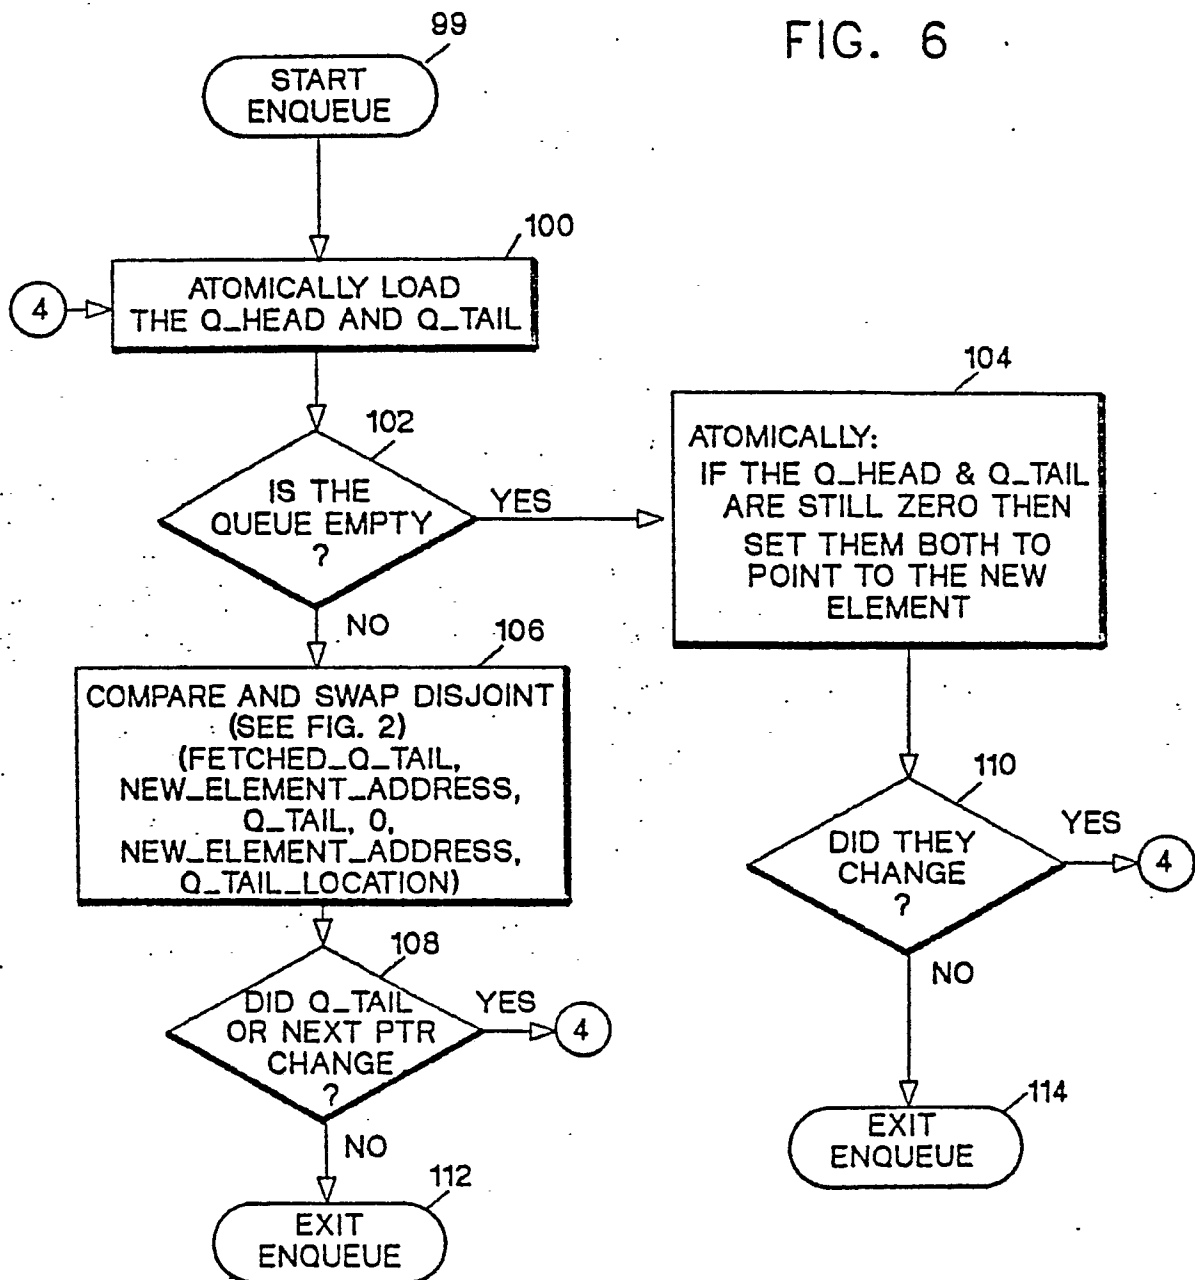 FIG. 6
99
START
ENQUEUE
100
4
ATOMICALLY LOAD
THE Q_HEAD AND Q_TAIL
102
IS THE
QUEUE EMPTY
?
YES
NO
104
ATOMICALLY:
IF THE Q_HEAD & Q_TAIL
ARE STILL ZERO THEN
SET THEM BOTH TO
POINT TO THE NEW
ELEMENT
106
COMPARE AND SWAP DISJOINT
(SEE FIG. 2)
(FETCHED_Q_TAIL,
NEW_ELEMENT_ADDRESS,
Q_TAIL, 0,
NEW_ELEMENT_ADDRESS,
Q_TAIL_LOCATION)
110
DID THEY
CHANGE
?
YES
4
NO
108
DID Q_TAIL
OR NEXT PTR
CHANGE
?
YES
4
NO
114
EXIT
ENQUEUE
112
EXIT
ENQUEUE